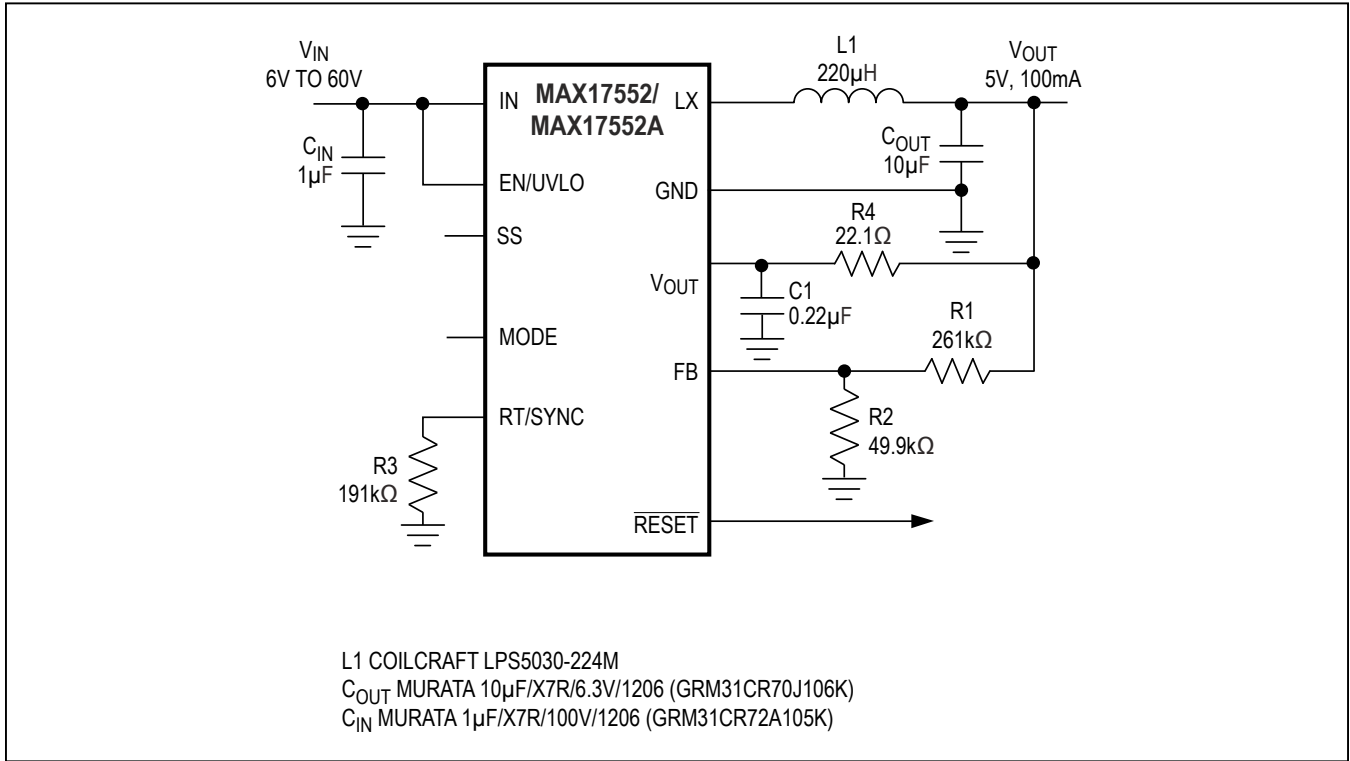 VIN
6V TO 60V
CIN
1µF
IN
MAX17552/
MAX17552A
EN/UVLO
SS
MODE
RT/SYNC
R3
191kΩ
LX
GND
VOUT
FB
RESET
L1
220µH
VOUT
5V, 100mA
COUT
10µF
R4
22.1Ω
C1
0.22µF
R1
261kΩ
R2
49.9kΩ
L1 COILCRAFT LPS5030-224M
COUT MURATA 10µF/X7R/6.3V/1206 (GRM31CR70J106K)
CIN MURATA 1µF/X7R/100V/1206 (GRM31CR72A105K)